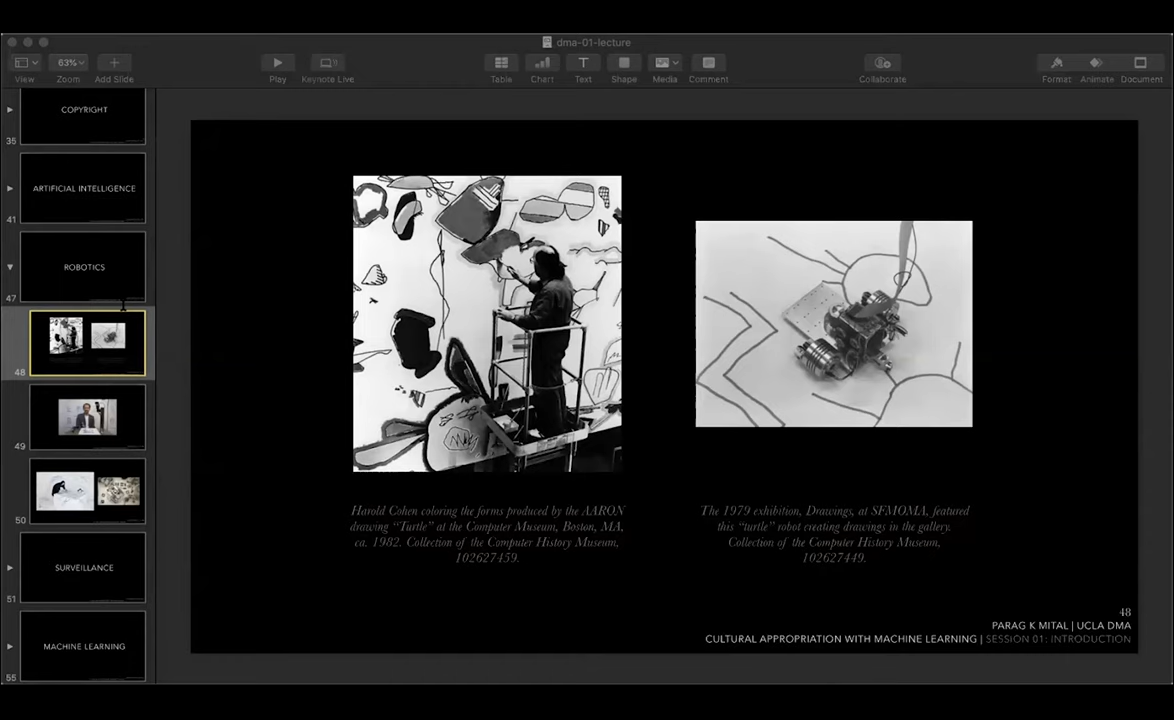 dma-01-lecture
63%
View
Zoom
Add Slide
Play
Keynote Live
Table
Chart
Text
Shape
Media
Comment
Collaborate
Format
Animate
Document
COPYRIGHT
35
ARTIFICIAL INTELLIGENCE
41
ROBOTICS
47
48
49
50
SURVEILLANCE
51
MACHINE LEARNING
55
Harold Cohen coloring the forms produced by the AARON
drawing “Turtle” at the Computer Museum, Boston, MA,
ca. 1982. Collection of the Computer History Museum,
102627459.
The 1979 exhibition, Drawings, at SFMOMA, featured
this “turtle” robot creating drawings in the gallery.
Collection of the Computer History Museum,
102627449.
48
PARAG K MITAL | UCLA DMA
CULTURAL APPROPRIATION WITH MACHINE LEARNING | SESSION 01: INTRODUCTION